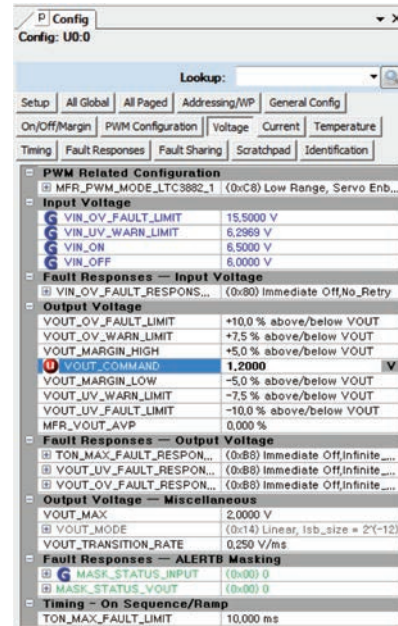 P Config
Config: U0:0
Lookup:
Setup All Global All Paged Addressing/WP General Config
On/Off/Margin PWM Configuration Voltage Current Temperature
Timing Fault Responses Fault Sharing Scratchpad Identification
PWM Related Configuration
MFR_PWM_MODE_LTC3882_1 (0xC8) Low Range, Servo Enb...
Input Voltage
G VIN_OV_FAULT_LIMIT 15,5000 V
G VIN_UV_WARN_LIMIT 6,2969 V
G VIN_ON 6,5000 V
G VIN_OFF 6,0000 V
Fault Responses — Input Voltage
VIN_OV_FAULT_RESPONS... (0x80) Immediate Off,No_Retry
Output Voltage
VOUT_OV_FAULT_LIMIT +10,0 % above/below VOUT
VOUT_OV_WARN_LIMIT +7,5 % above/below VOUT
VOUT_MARGIN_HIGH +5,0 % above/below VOUT
U VOUT_COMMAND 1,2000 V
VOUT_MARGIN_LOW −5,0 % above/below VOUT
VOUT_UV_WARN_LIMIT −7,5 % above/below VOUT
VOUT_UV_FAULT_LIMIT −10,0 % above/below VOUT
MFR_VOUT_AVP 0,000 %
Fault Responses — Output Voltage
TON_MAX_FAULT_RESPON... (0xB8) Immediate Off,Infinite_...
VOUT_UV_FAULT_RESPON... (0xB8) Immediate Off,Infinite_...
VOUT_OV_FAULT_RESPON... (0xB8) Immediate Off,Infinite_...
Output Voltage — Miscellaneous
VOUT_MAX 2,0000 V
VOUT_MODE (0x14) Linear, lsb_size = 2^(-12)
VOUT_TRANSITION_RATE 0,250 V/ms
Fault Responses — ALERTB Masking
G MASK_STATUS_INPUT (0x00) 0
MASK_STATUS_VOUT (0x00) 0
Timing – On Sequence/Ramp
TON_MAX_FAULT_LIMIT 10,000 ms